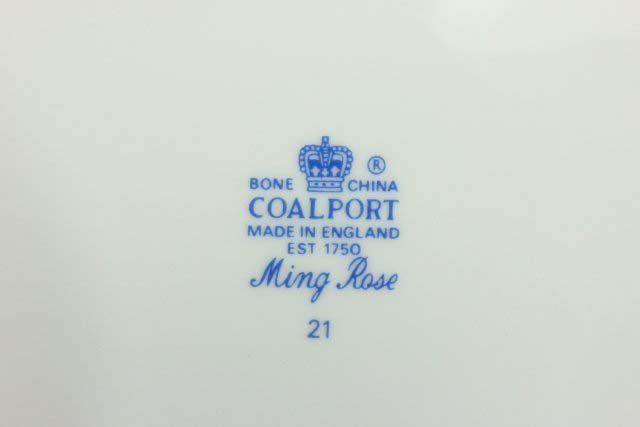 ®
BONE CHINA
COALPORT
MADE IN ENGLAND
EST 1750
Ming Rose
21